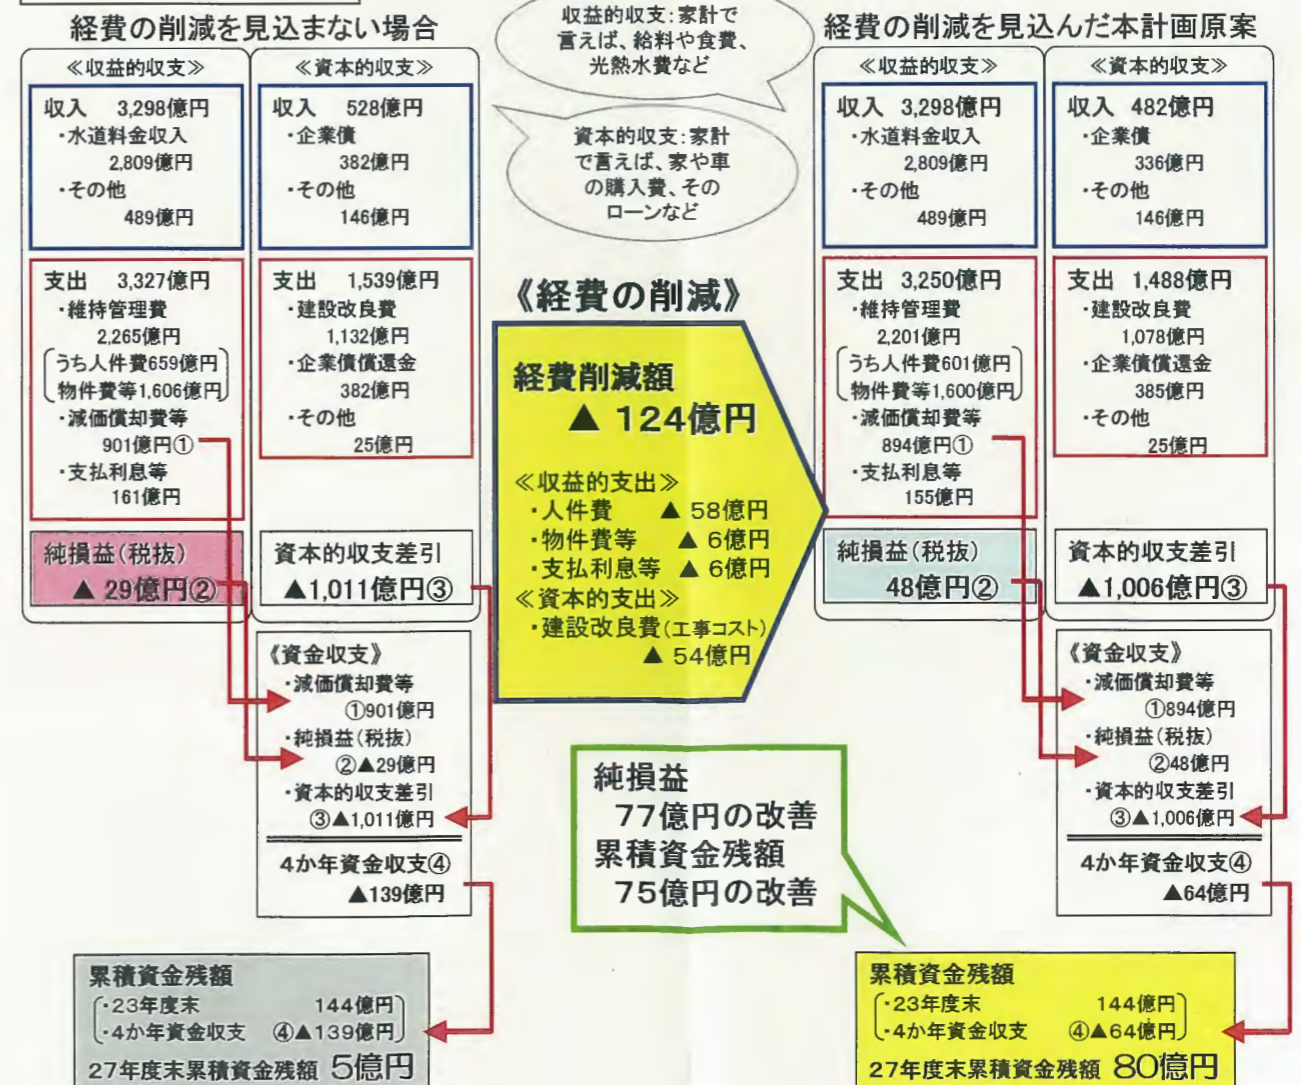 経費の削減を見込まない場合
≪収益的収支≫
収入 3,298億円
・水道料金収入
2,809億円
・その他
489億円
支出 3,327億円
・維持管理費
2,265億円
うち人件費659億円
物件費等1,606億円
・減価償却費等
901億円①
・支払利息等
161億円
純損益(税抜)
▲ 29億円②
≪資本的収支≫
収入 528億円
・企業債
382億円
・その他
146億円
支出 1,539億円
・建設改良費
1,132億円
・企業債償還金
382億円
・その他
25億円
資本的収支差引
▲1,011億円③
《資金収支》
・減価償却費等
①901億円
・純損益(税抜)
②▲29億円
・資本的収支差引
③▲1,011億円
4か年資金収支④
▲139億円
累積資金残額
・23年度末 144億円
・4か年資金収支 ④▲139億円
27年度末累積資金残額 5億円
収益的収支:家計で
言えば、給料や食費、
光熱水費など
資本的収支:家計
で言えば、家や車
の購入費、その
ローンなど
《経費の削減》
経費削減額
▲ 124億円
≪収益的支出≫
・人件費 ▲ 58億円
・物件費等 ▲ 6億円
・支払利息等 ▲ 6億円
≪資本的支出≫
・建設改良費(工事コスト)
▲ 54億円
純損益
77億円の改善
累積資金残額
75億円の改善
経費の削減を見込んだ本計画原案
≪収益的収支≫
収入 3,298億円
・水道料金収入
2,809億円
・その他
489億円
支出 3,250億円
・維持管理費
2,201億円
うち人件費601億円
物件費等1,600億円
・減価償却費等
894億円①
・支払利息等
155億円
純損益(税抜)
48億円②
≪資本的収支≫
収入 482億円
・企業債
336億円
・その他
146億円
支出 1,488億円
・建設改良費
1,078億円
・企業債償還金
385億円
・その他
25億円
資本的収支差引
▲1,006億円③
《資金収支》
・減価償却費等
①894億円
・純損益(税抜)
②48億円
・資本的収支差引
③▲1,006億円
4か年資金収支④
▲64億円
累積資金残額
・23年度末 144億円
・4か年資金収支 ④▲64億円
27年度末累積資金残額 80億円